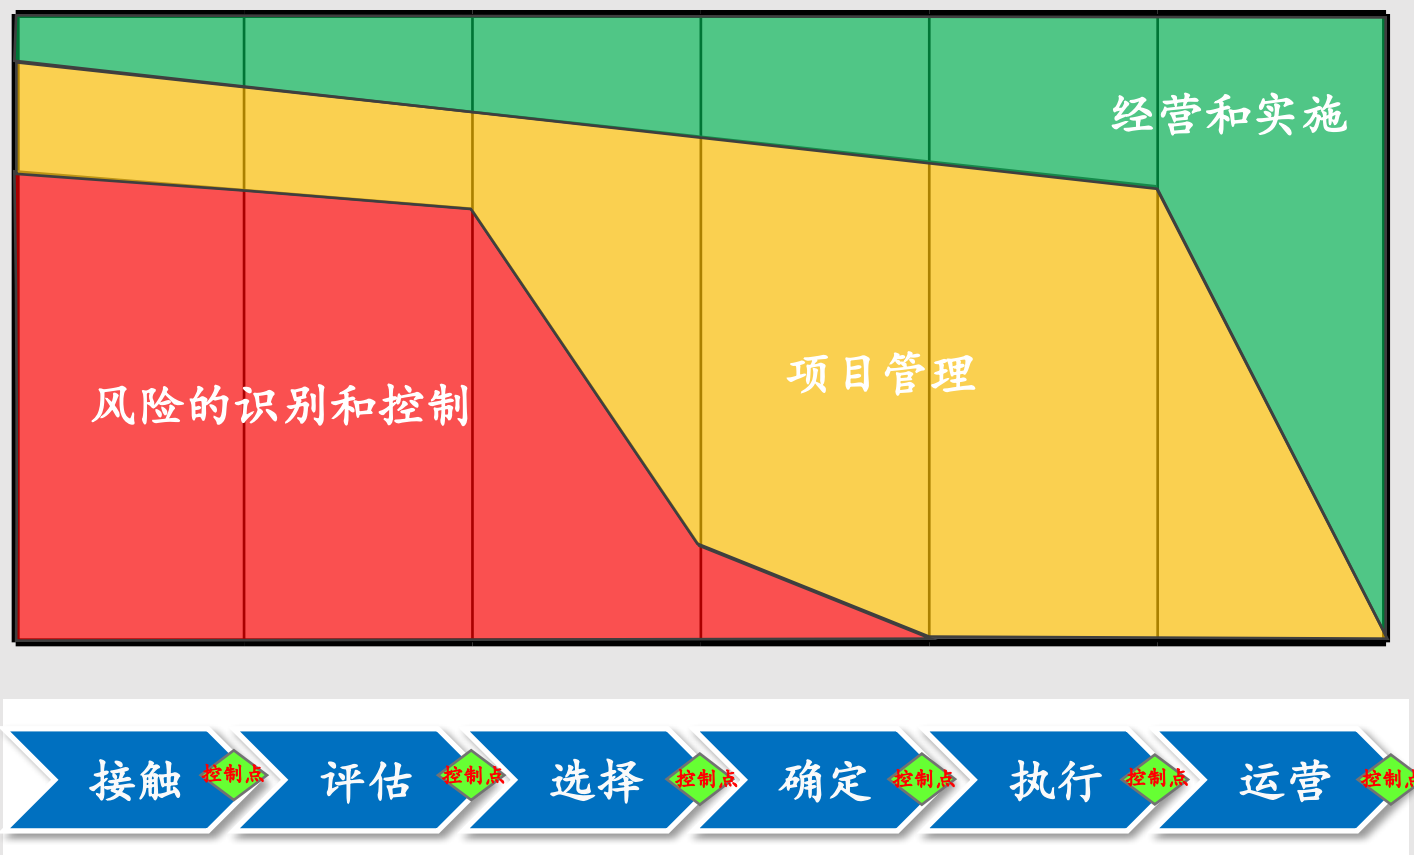 经营和实施
项目管理
风险的识别和控制
接触
控制点
评估
控制点
选择
控制点
确定
控制点
执行
控制点
运营
控制点